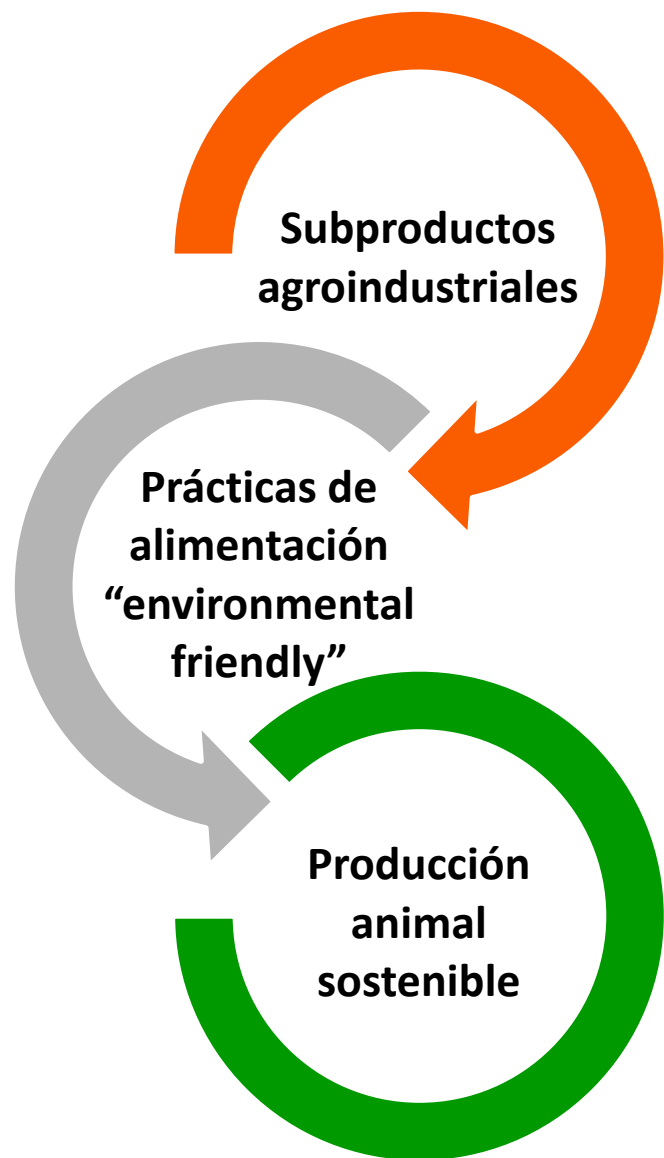 Subproductos
agroindustriales
Prácticas de
alimentación
“environmental
friendly”
Producción
animal
sostenible